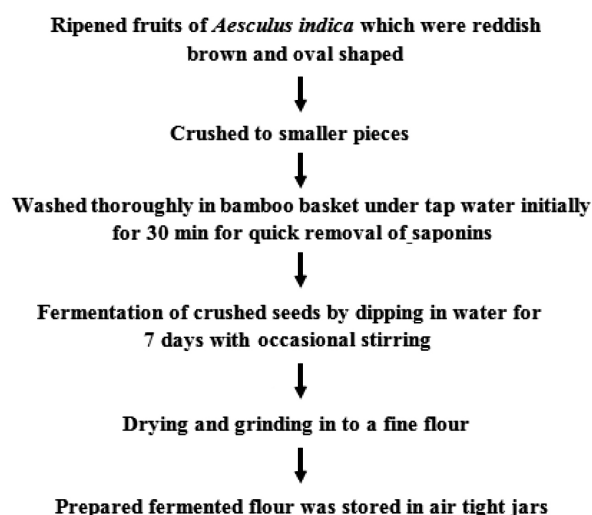 Ripened fruits of Aesculus indica which were reddish
brown and oval shaped
Crushed to smaller pieces
Washed thoroughly in bamboo basket under tap water initially
for 30 min for quick removal of saponins
Fermentation of crushed seeds by dipping in water for
7 days with occasional stirring
Drying and grinding in to a fine flour
Prepared fermented flour was stored in air tight jars